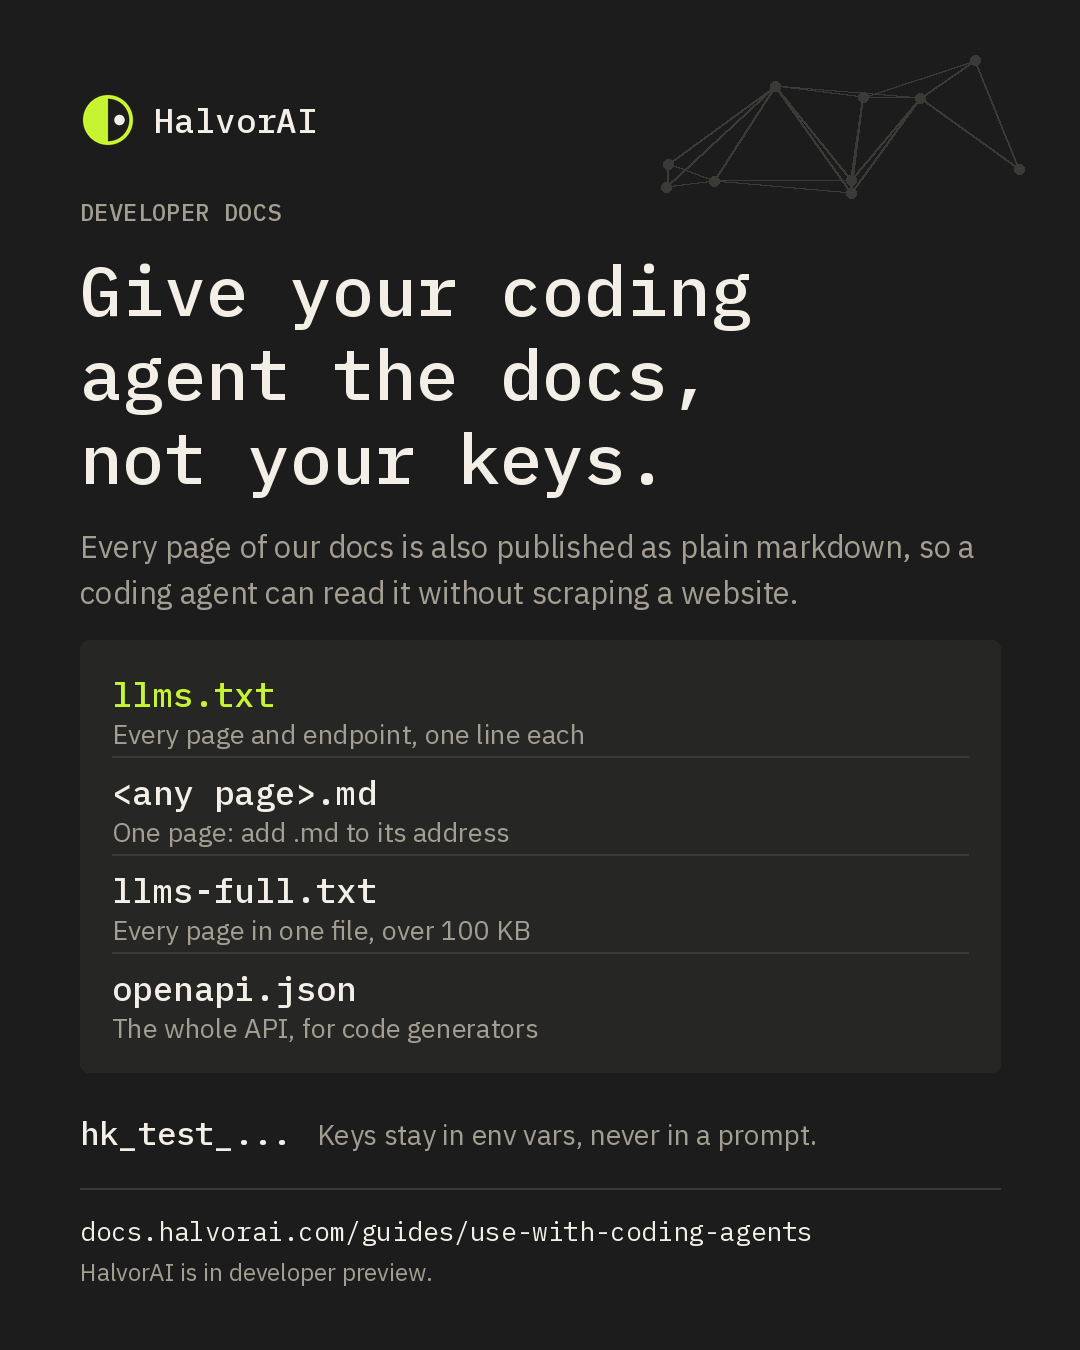 HalvorAI
DEVELOPER DOCS
Give your coding
agent the docs,
not your keys.
Every page of our docs is also published as plain markdown, so a
coding agent can read it without scraping a website.
llms.txt
Every page and endpoint, one line each
<any page>.md
One page: add .md to its address
llms-full.txt
Every page in one file, over 100 KB
openapi.json
The whole API, for code generators
hk_test_... Keys stay in env vars, never in a prompt.
docs.halvorai.com/guides/use-with-coding-agents
HalvorAI is in developer preview.